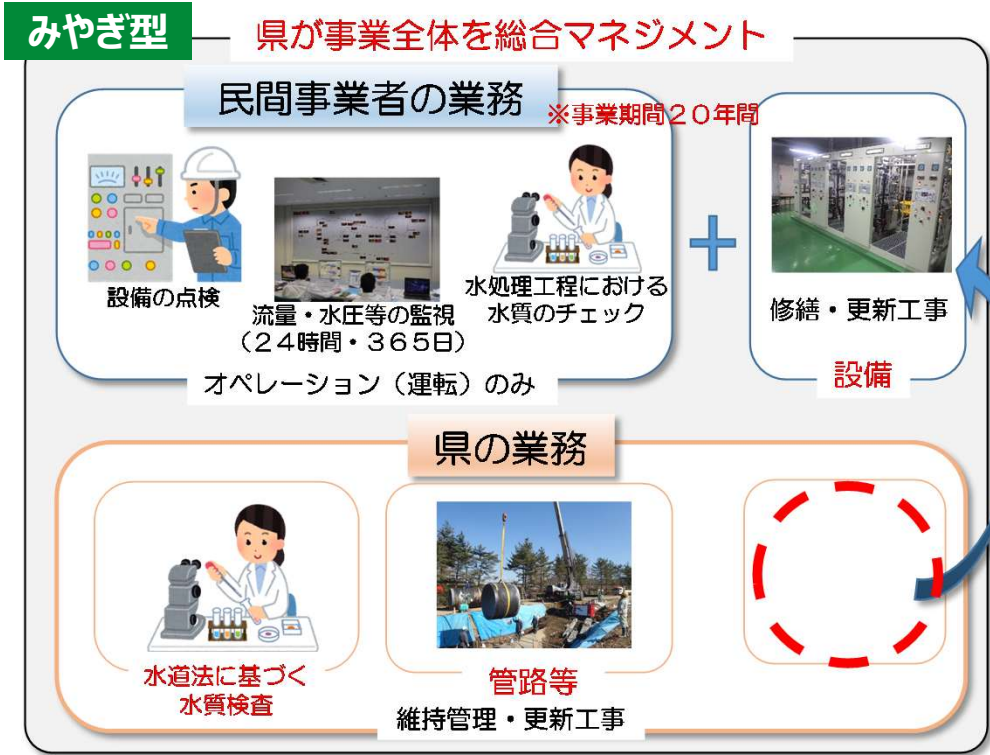 みやぎ型
県が事業全体を総合マネジメント
民間事業者の業務
※事業期間20年間
設備の点検
流量・水圧等の監視
(24時間・365日)
水処理工程における
水質のチェック
オペレーション(運転)のみ
+
修繕・更新工事
設備
県の業務
水道法に基づく
水質検査
管路等
維持管理・更新工事